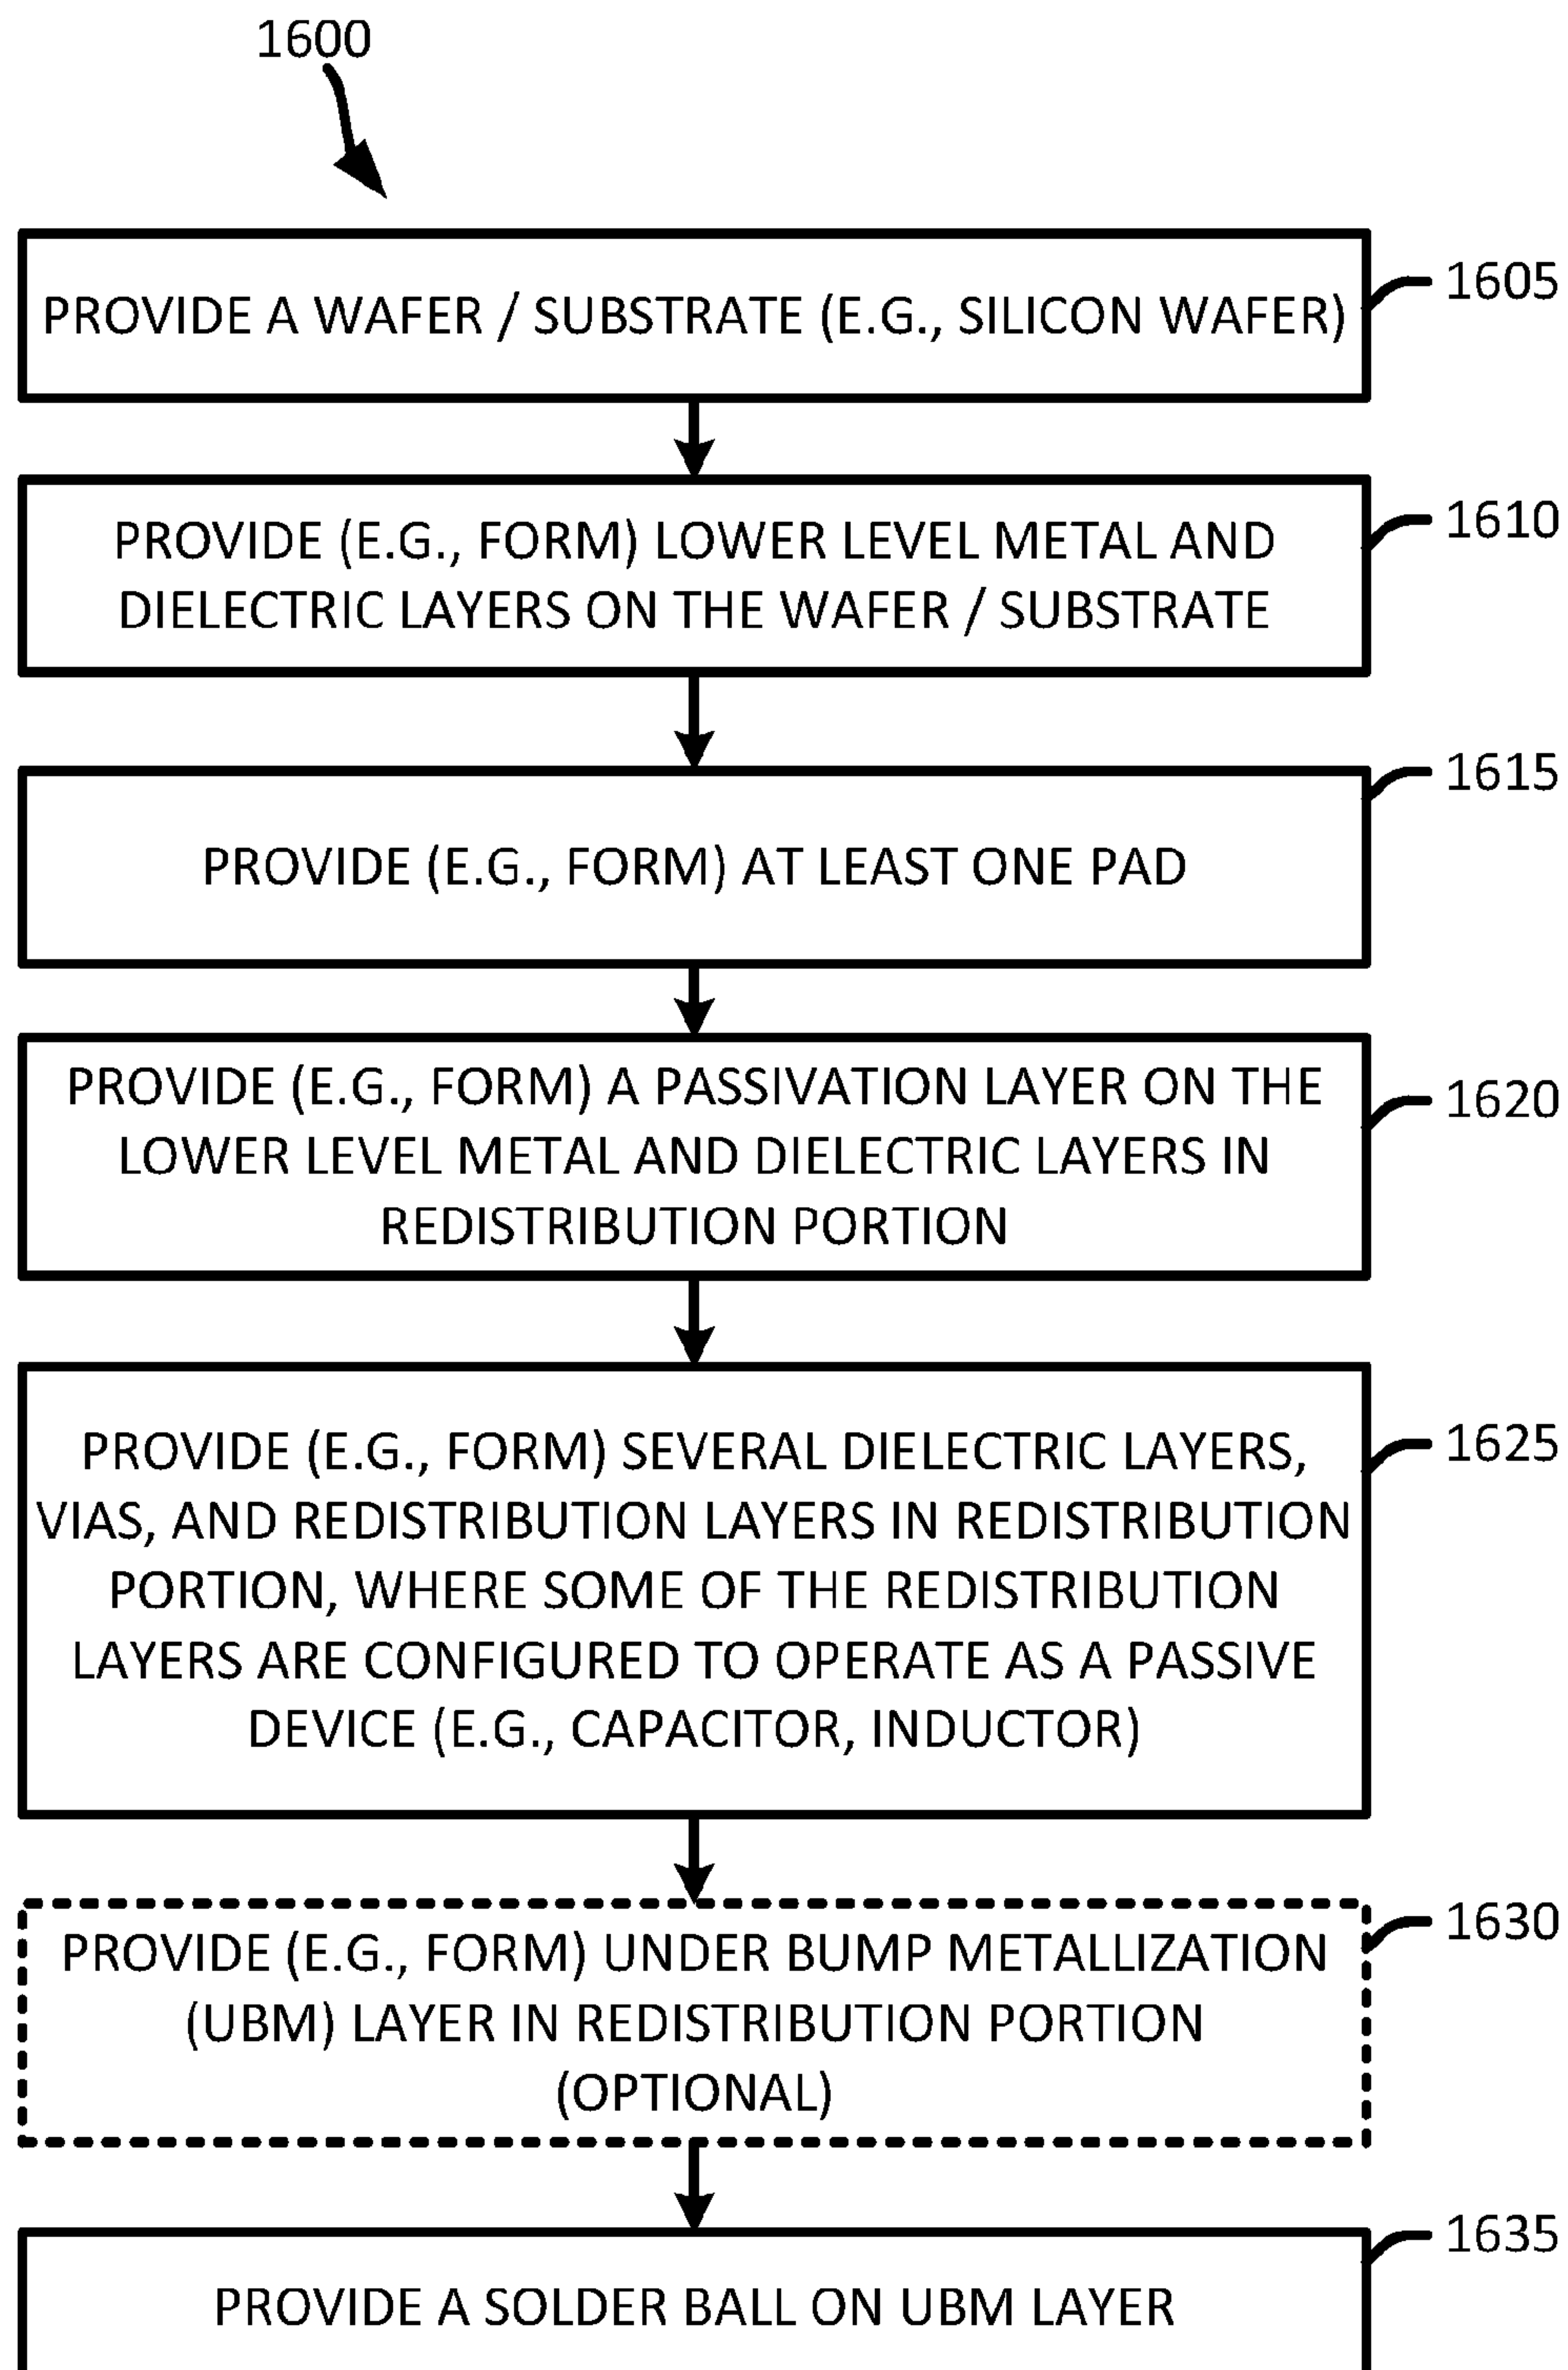 1600
PROVIDE A WAFER / SUBSTRATE (E.G., SILICON WAFER)
1605
PROVIDE (E.G., FORM) LOWER LEVEL METAL AND
DIELECTRIC LAYERS ON THE WAFER / SUBSTRATE
1610
PROVIDE (E.G., FORM) AT LEAST ONE PAD
1615
PROVIDE (E.G., FORM) A PASSIVATION LAYER ON THE
LOWER LEVEL METAL AND DIELECTRIC LAYERS IN
REDISTRIBUTION PORTION
1620
PROVIDE (E.G., FORM) SEVERAL DIELECTRIC LAYERS,
VIAS, AND REDISTRIBUTION LAYERS IN REDISTRIBUTION
PORTION, WHERE SOME OF THE REDISTRIBUTION
LAYERS ARE CONFIGURED TO OPERATE AS A PASSIVE
DEVICE (E.G., CAPACITOR, INDUCTOR)
1625
PROVIDE (E.G., FORM) UNDER BUMP METALLIZATION
(UBM) LAYER IN REDISTRIBUTION PORTION
(OPTIONAL)
1630
PROVIDE A SOLDER BALL ON UBM LAYER
1635